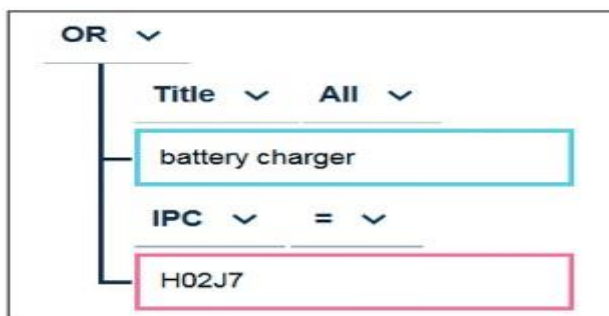 OR
Title All
battery charger
IPC =
H02J7